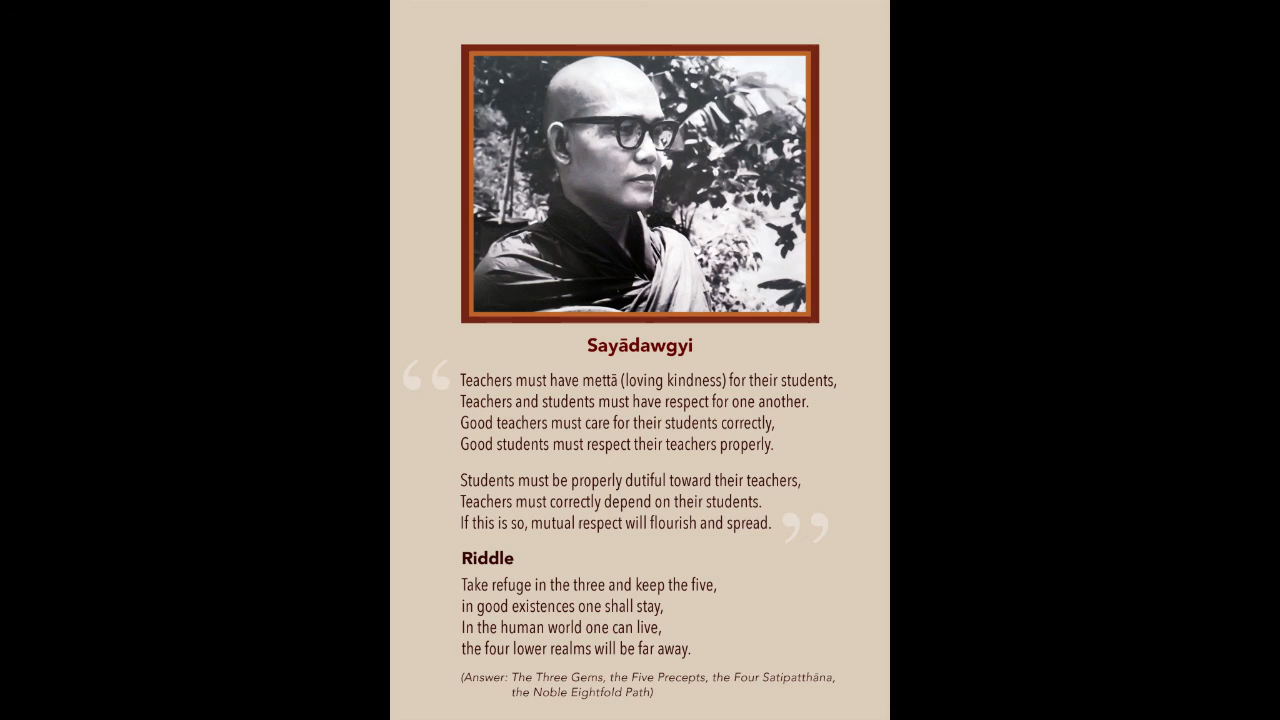 Sayādawgyi
“Teachers must have mettā (loving kindness) for their students,
Teachers and students must have respect for one another.
Good teachers must care for their students correctly,
Good students must respect their teachers properly.
Students must be properly dutiful toward their teachers,
Teachers must correctly depend on their students.
If this is so, mutual respect will flourish and spread.”
Riddle
Take refuge in the three and keep the five,
in good existences one shall stay,
In the human world one can live,
the four lower realms will be far away.
(Answer: The Three Gems, the Five Precepts, the Four Satipatthāna,
the Noble Eightfold Path)